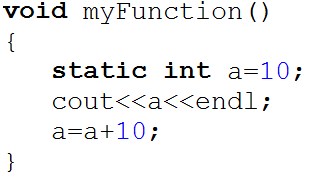 void myFunction()
{
static int a=10;
cout<<a<<endl;
a=a+10;
}